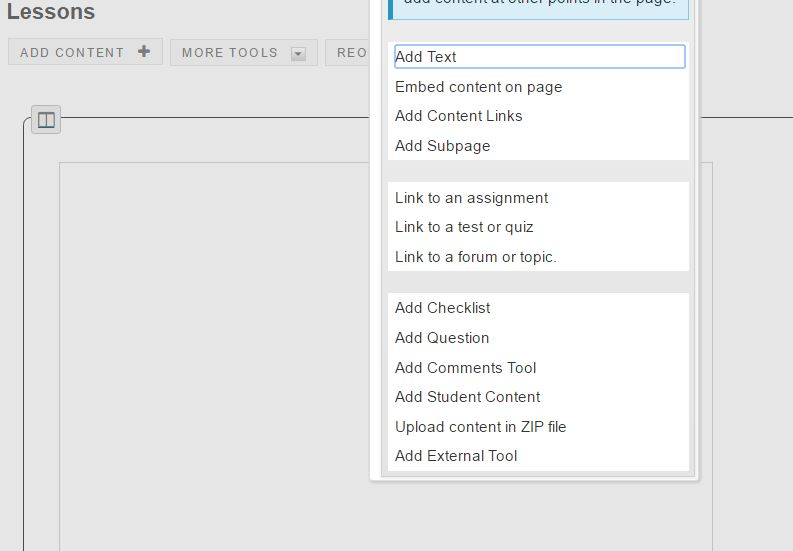 Lessons
add content at other points in the page.
ADD CONTENT
MORE TOOLS
REO
Add Text
Embed content on page
Add Content Links
Add Subpage
Link to an assignment
Link to a test or quiz
Link to a forum or topic.
Add Checklist
Add Question
Add Comments Tool
Add Student Content
Upload content in ZIP file
Add External Tool